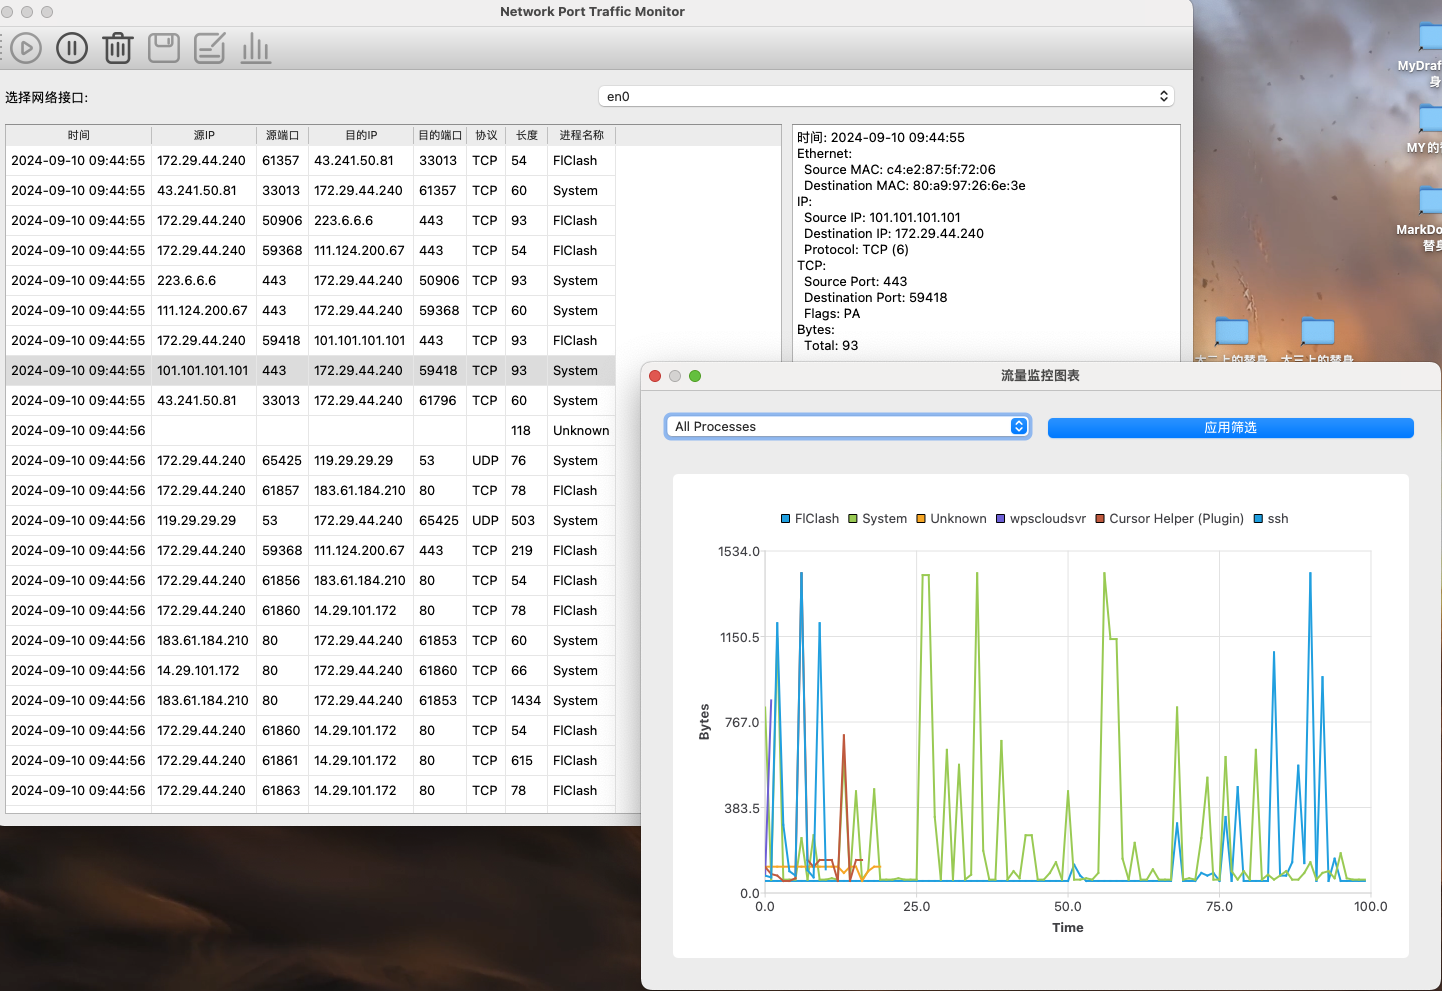 Network Port Traffic Monitor
选择网络接口:
en0
时间 源IP 源端口 目的IP 目的端口 协议 长度 进程名称
2024-09-10 09:44:55 172.29.44.240 61357 43.241.50.81 33013 TCP 54 FlClash
2024-09-10 09:44:55 43.241.50.81 33013 172.29.44.240 61357 TCP 60 System
2024-09-10 09:44:55 172.29.44.240 50906 223.6.6.6 443 TCP 93 FlClash
2024-09-10 09:44:55 172.29.44.240 59368 111.124.200.67 443 TCP 54 FlClash
2024-09-10 09:44:55 223.6.6.6 443 172.29.44.240 50906 TCP 93 System
2024-09-10 09:44:55 111.124.200.67 443 172.29.44.240 59368 TCP 60 System
2024-09-10 09:44:55 172.29.44.240 59418 101.101.101.101 443 TCP 93 FlClash
2024-09-10 09:44:55 101.101.101.101 443 172.29.44.240 59418 TCP 93 System
2024-09-10 09:44:55 43.241.50.81 33013 172.29.44.240 61796 TCP 60 System
2024-09-10 09:44:56 118 Unknown
2024-09-10 09:44:56 172.29.44.240 65425 119.29.29.29 53 UDP 76 System
2024-09-10 09:44:56 172.29.44.240 61857 183.61.184.210 80 TCP 78 FlClash
2024-09-10 09:44:56 119.29.29.29 53 172.29.44.240 65425 UDP 503 System
2024-09-10 09:44:56 172.29.44.240 59368 111.124.200.67 443 TCP 219 FlClash
2024-09-10 09:44:56 172.29.44.240 61856 183.61.184.210 80 TCP 54 FlClash
2024-09-10 09:44:56 172.29.44.240 61860 14.29.101.172 80 TCP 78 FlClash
2024-09-10 09:44:56 183.61.184.210 80 172.29.44.240 61853 TCP 60 System
2024-09-10 09:44:56 14.29.101.172 80 172.29.44.240 61860 TCP 66 System
2024-09-10 09:44:56 183.61.184.210 80 172.29.44.240 61853 TCP 1434 System
2024-09-10 09:44:56 172.29.44.240 61860 14.29.101.172 80 TCP 54 FlClash
2024-09-10 09:44:56 172.29.44.240 61861 14.29.101.172 80 TCP 615 FlClash
2024-09-10 09:44:56 172.29.44.240 61863 14.29.101.172 80 TCP 78 FlClash
时间: 2024-09-10 09:44:55
Ethernet:
Source MAC: c4:e2:87:5f:72:06
Destination MAC: 80:a9:97:26:6e:3e
IP:
Source IP: 101.101.101.101
Destination IP: 172.29.44.240
Protocol: TCP (6)
TCP:
Source Port: 443
Destination Port: 59418
Flags: PA
Bytes:
Total: 93
MyDraf
身
MY的
MarkDo
替身
大三上的替身 大三上的替身
流量监控图表
All Processes
应用筛选
FlClash System Unknown wpscloudsvr Cursor Helper (Plugin) ssh
1534.0
1150.5
767.0
383.5
0.0
Bytes
0.0 25.0 50.0 75.0 100.0
Time